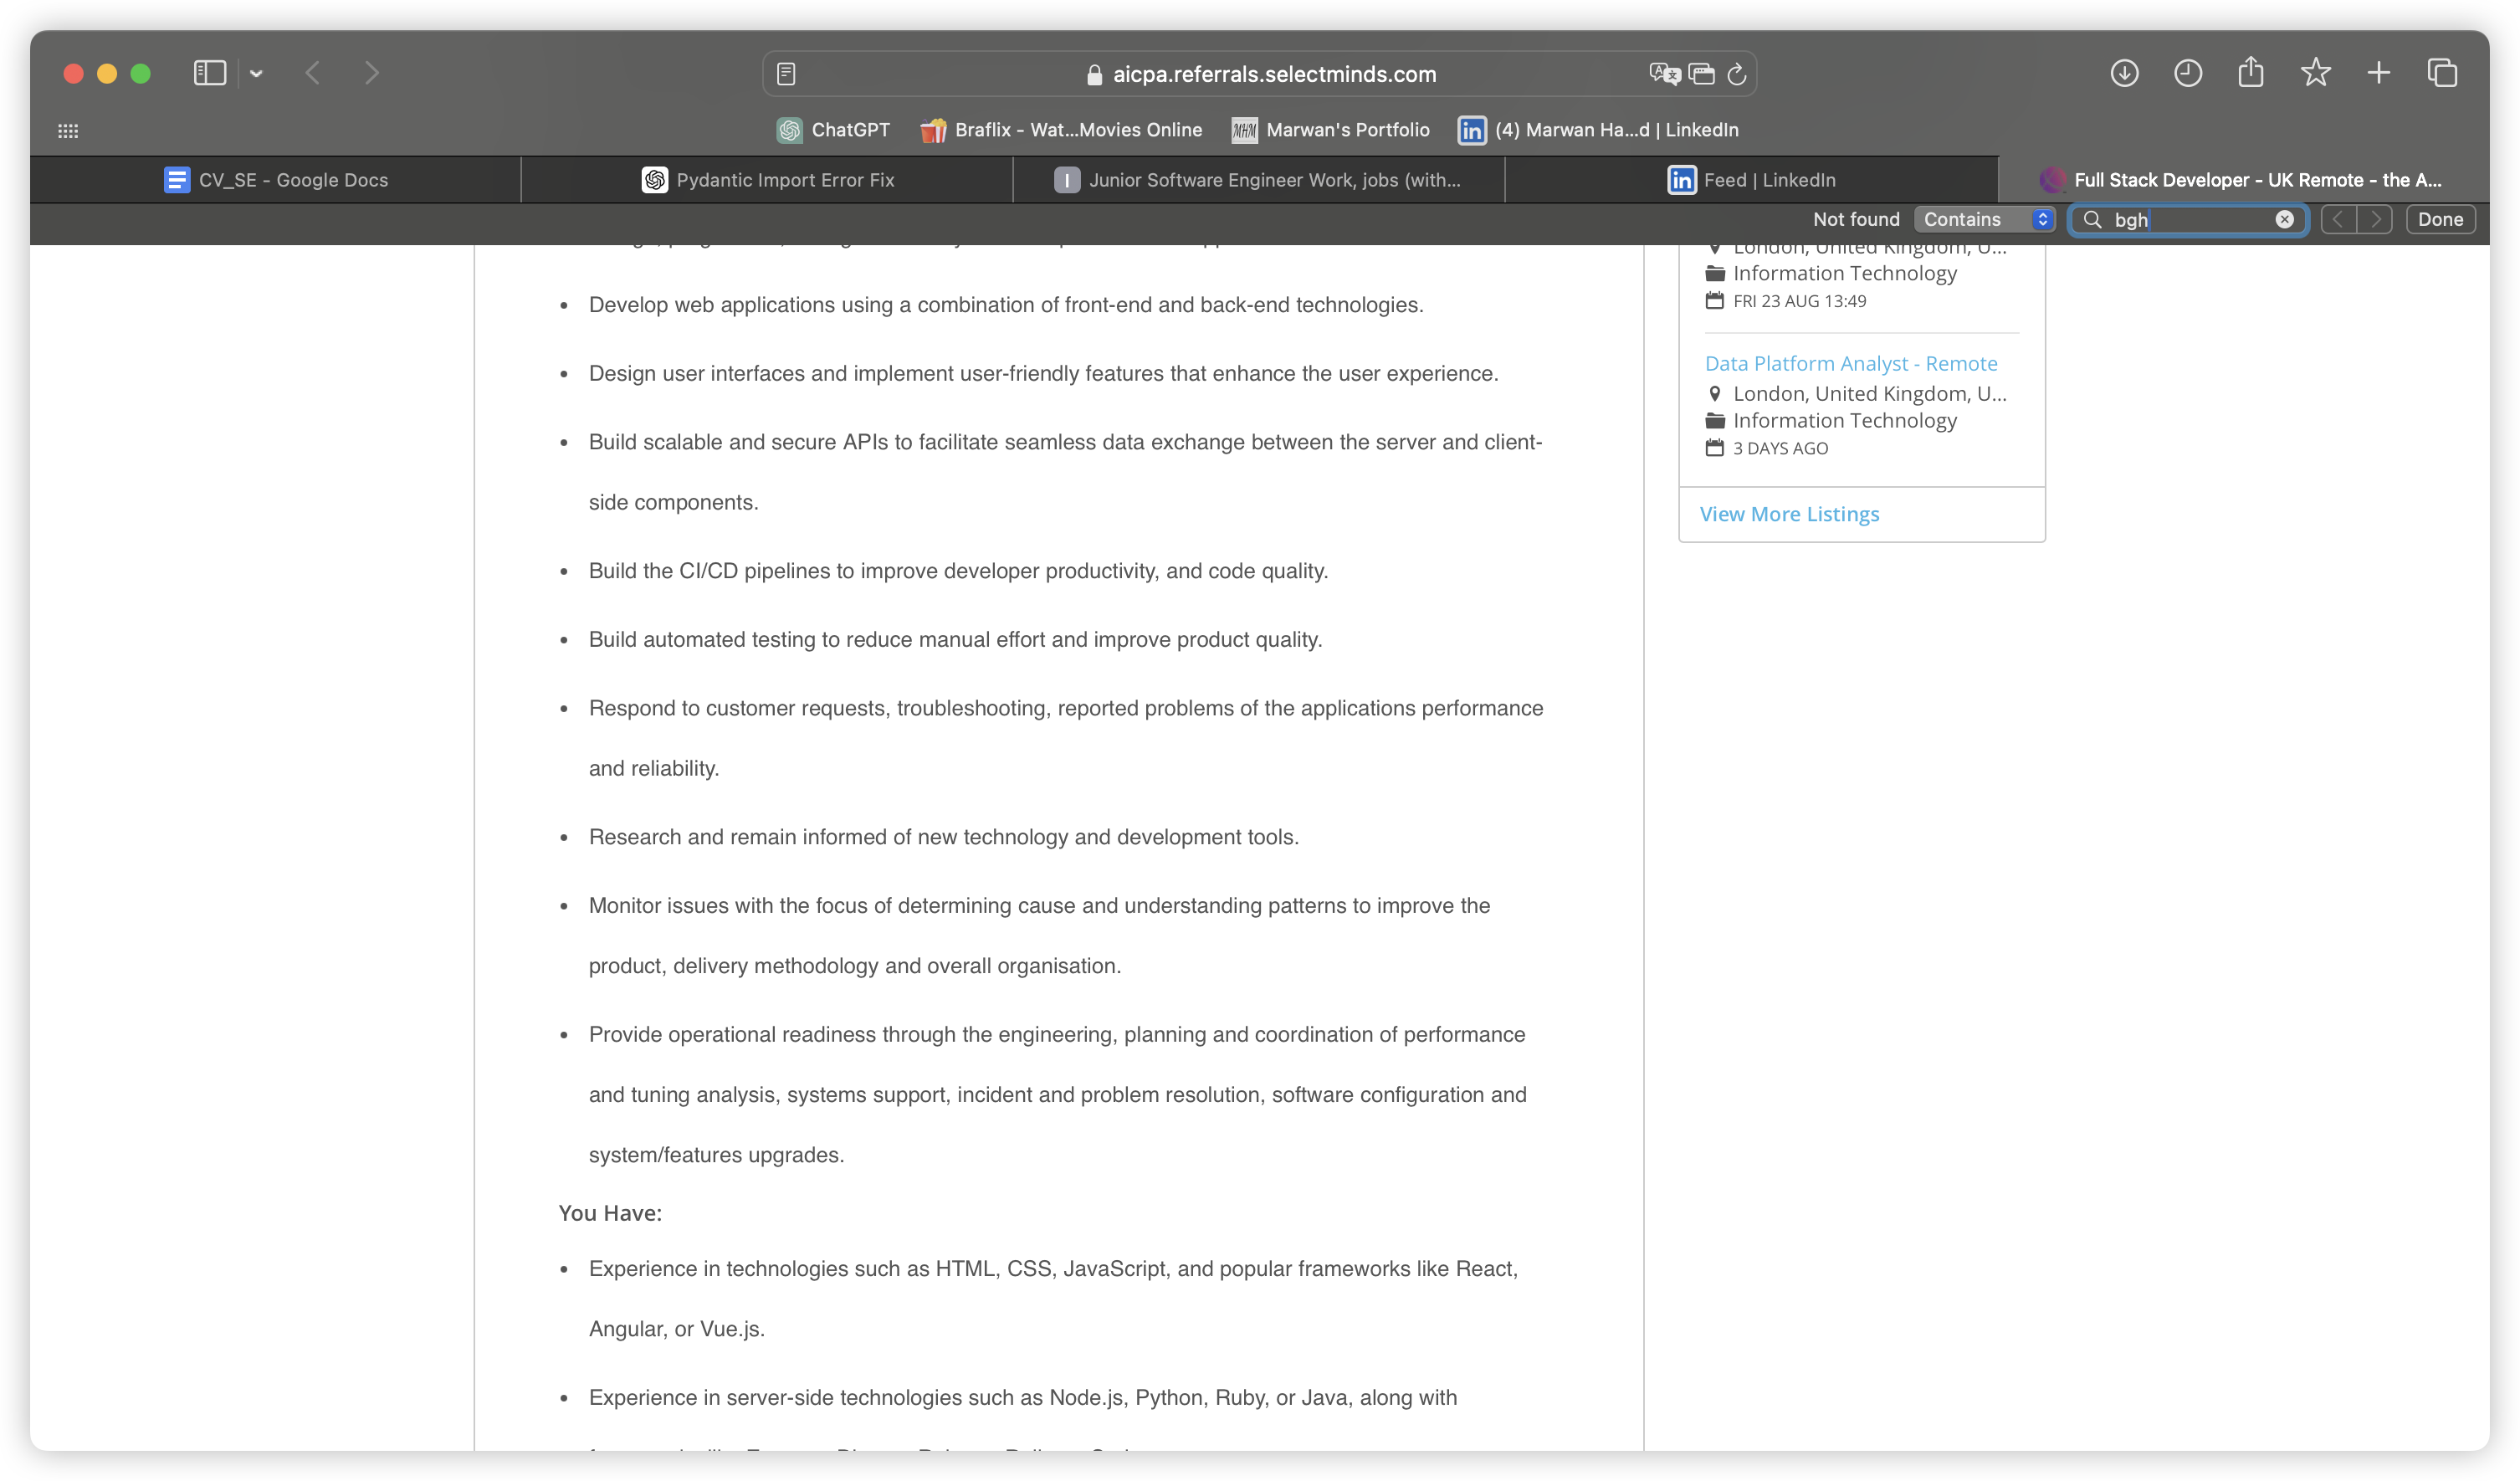 aicpa.referrals.selectminds.com
ChatGPT
Braflix - Wat...Movies Online
MHM
Marwan's Portfolio
in
(4) Marwan Ha...d | LinkedIn
CV_SE - Google Docs
Pydantic Import Error Fix
I
Junior Software Engineer Work, jobs (with...
in
Feed | LinkedIn
Full Stack Developer - UK Remote - the A...
Not found
Contains
bgh
Done
• Develop web applications using a combination of front-end and back-end technologies.
• Design user interfaces and implement user-friendly features that enhance the user experience.
• Build scalable and secure APIs to facilitate seamless data exchange between the server and client-
side components.
• Build the CI/CD pipelines to improve developer productivity, and code quality.
• Build automated testing to reduce manual effort and improve product quality.
• Respond to customer requests, troubleshooting, reported problems of the applications performance
and reliability.
• Research and remain informed of new technology and development tools.
• Monitor issues with the focus of determining cause and understanding patterns to improve the
product, delivery methodology and overall organisation.
• Provide operational readiness through the engineering, planning and coordination of performance
and tuning analysis, systems support, incident and problem resolution, software configuration and
system/features upgrades.
You Have:
• Experience in technologies such as HTML, CSS, JavaScript, and popular frameworks like React,
Angular, or Vue.js.
• Experience in server-side technologies such as Node.js, Python, Ruby, or Java, along with
London, United Kingdom, U...
Information Technology
FRI 23 AUG 13:49
Data Platform Analyst - Remote
London, United Kingdom, U...
Information Technology
3 DAYS AGO
View More Listings